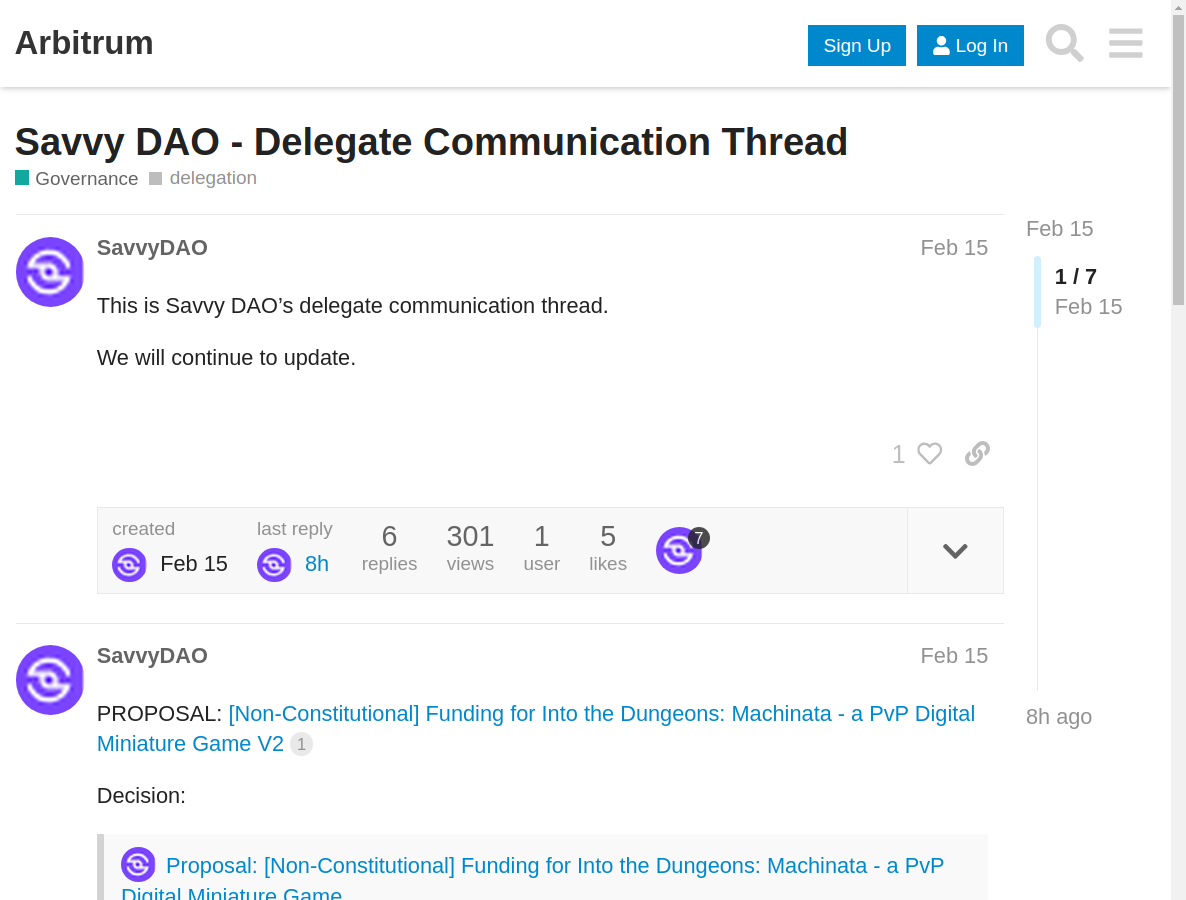 Arbitrum
Sign Up
Log In
Savvy DAO - Delegate Communication Thread
Governance
delegation
SavvyDAO
Feb 15
This is Savvy DAO’s delegate communication thread.
We will continue to update.
1
created
Feb 15
last reply
8h
6
replies
301
views
1
user
5
likes
7
Feb 15
1 / 7
Feb 15
8h ago
SavvyDAO
Feb 15
PROPOSAL: [Non-Constitutional] Funding for Into the Dungeons: Machinata - a PvP Digital
Miniature Game V2 1
Decision:
Proposal: [Non-Constitutional] Funding for Into the Dungeons: Machinata - a PvP
Digital Miniature Game